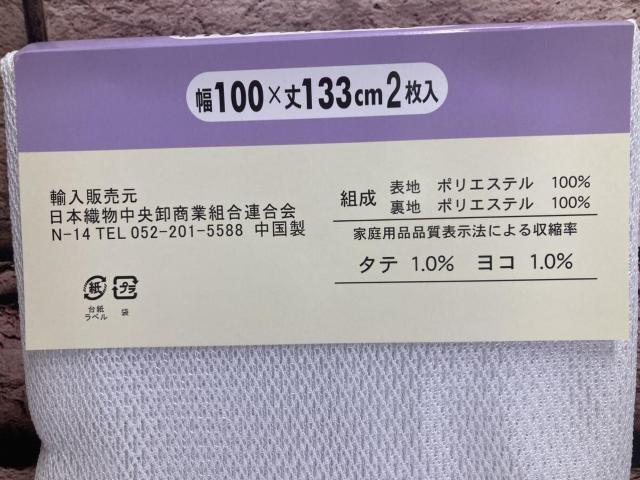 幅100×丈133cm2枚入
輸入販売元
日本織物中央卸商業組合連合会
N-14 TEL 052-201-5588 中国製
組成 表地 ポリエステル 100%
裏地 ポリエステル 100%
家庭用品品質表示法による収縮率
タテ 1.0% ヨコ 1.0%
紙 プラ
台紙 袋
ラベル